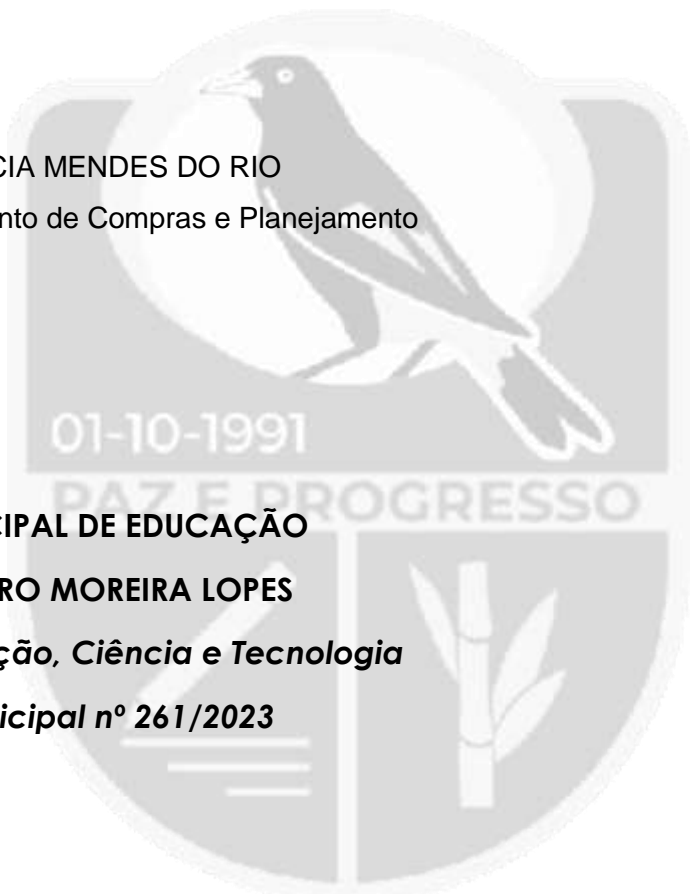 CIA MENDES DO RIO
nto de Compras e Planejamento
01-10-1991
PAZ E PROGRESSO
CIPAL DE EDUCAÇÃO
RO MOREIRA LOPES
ção, Ciência e Tecnologia
icipal nº 261/2023